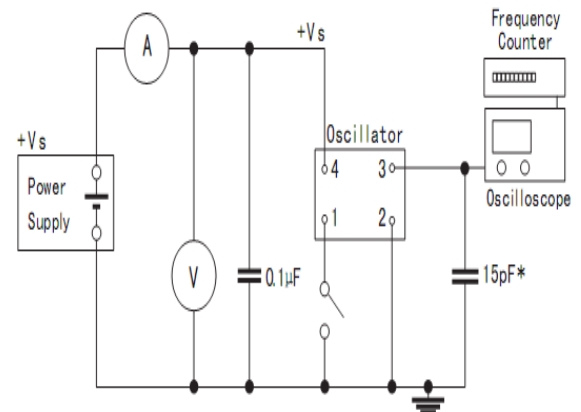 Frequency
Counter
+Vs
A
Oscillator
+Vs
Power
Supply
4
3
1
2
Oscilloscope
V
0.1μF
15pF*